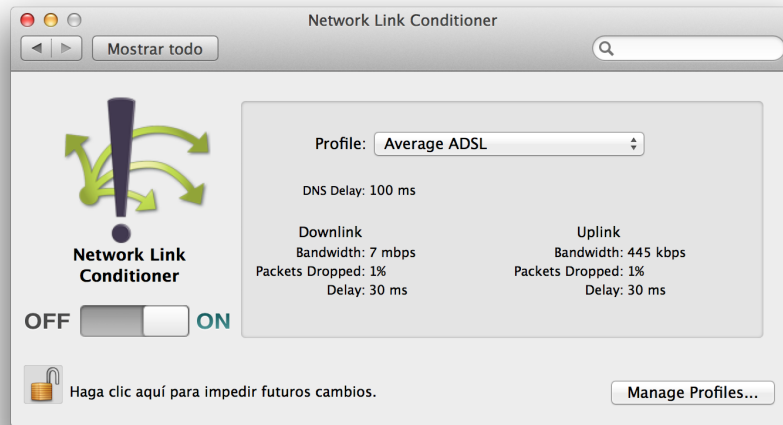 Network Link Conditioner
Mostrar todo
Profile: Average ADSL
DNS Delay: 100 ms
Downlink
Bandwidth: 7 mbps
Packets Dropped: 1%
Delay: 30 ms
Uplink
Bandwidth: 445 kbps
Packets Dropped: 1%
Delay: 30 ms
Network Link
Conditioner
OFF ON
Haga clic aquí para impedir futuros cambios.
Manage Profiles...